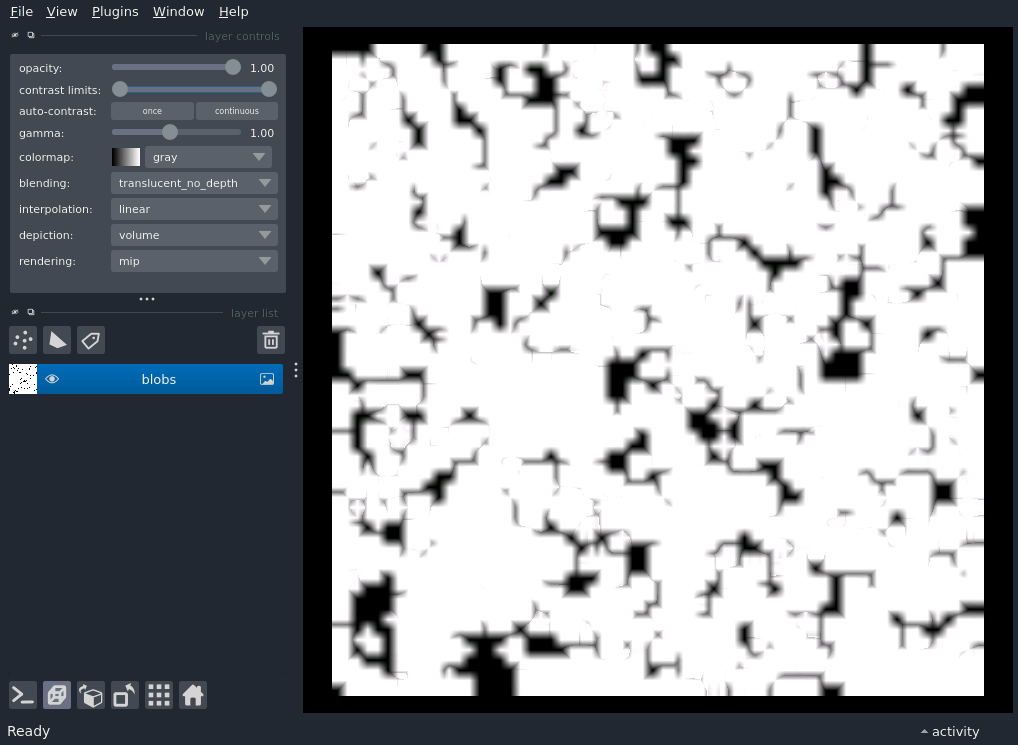 File View Plugins Window Help
layer controls
opacity: 1.00
contrast limits:
auto-contrast: once continuous
gamma: 1.00
colormap: gray
blending: translucent_no_depth
interpolation: linear
depiction: volume
rendering: mip
layer list
blobs
Ready activity